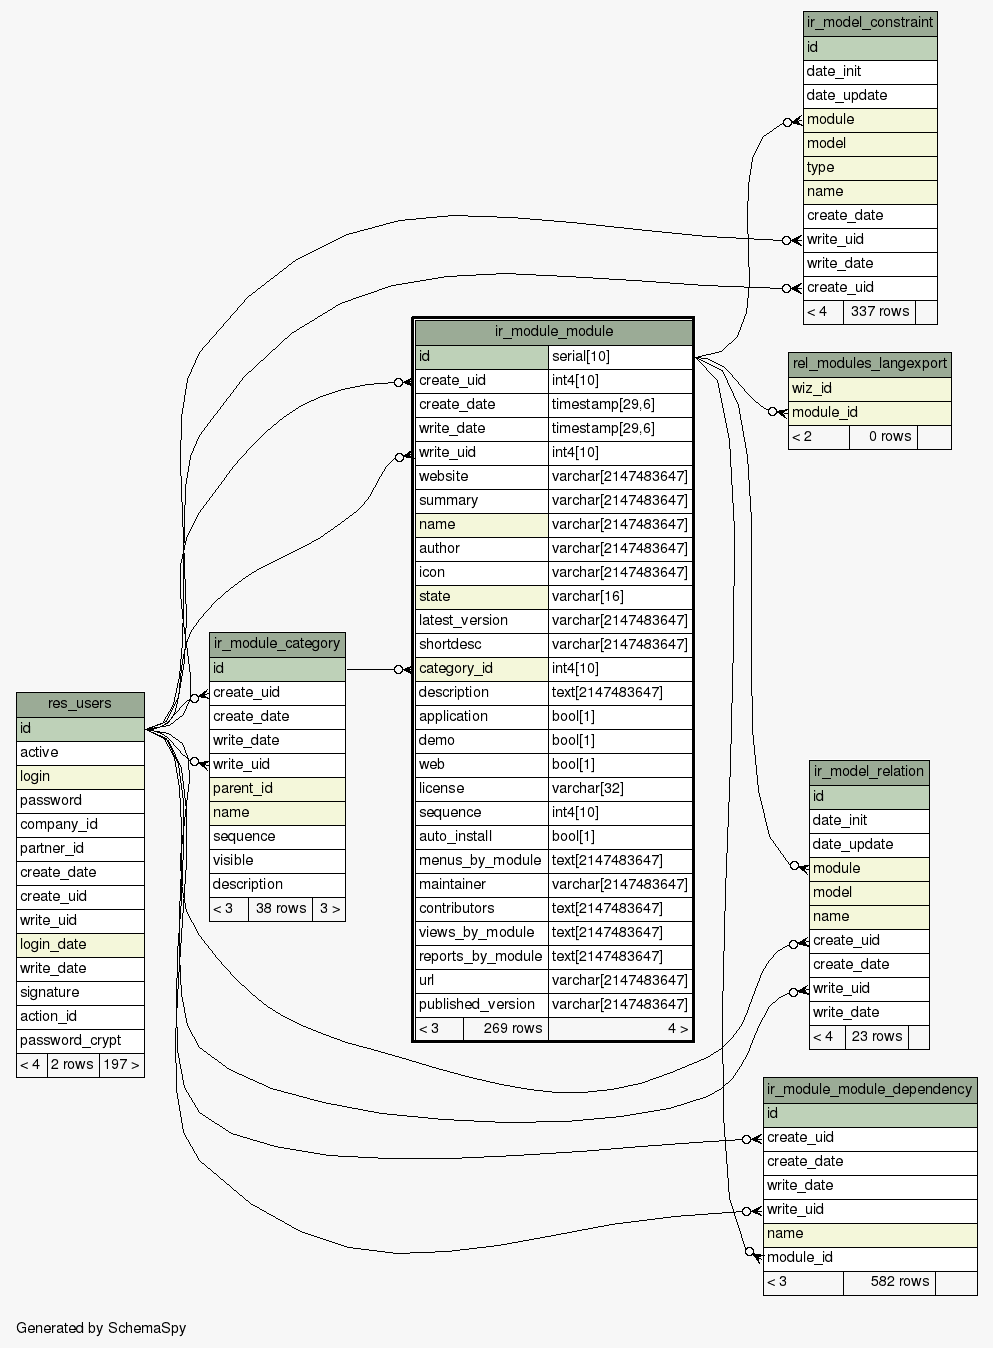 ir_model_constraint
id
date_init
date_update
module
model
type
name
create_date
write_uid
write_date
create_uid
< 4 337 rows
rel_modules_langexport
wiz_id
module_id
< 2 0 rows
ir_module_module
id serial[10]
create_uid int4[10]
create_date timestamp[29,6]
write_date timestamp[29,6]
write_uid int4[10]
website varchar[2147483647]
summary varchar[2147483647]
name varchar[2147483647]
author varchar[2147483647]
icon varchar[2147483647]
state varchar[16]
latest_version varchar[2147483647]
shortdesc varchar[2147483647]
category_id int4[10]
description text[2147483647]
application bool[1]
demo bool[1]
web bool[1]
license varchar[32]
sequence int4[10]
auto_install bool[1]
menus_by_module text[2147483647]
maintainer varchar[2147483647]
contributors text[2147483647]
views_by_module text[2147483647]
reports_by_module text[2147483647]
url varchar[2147483647]
published_version varchar[2147483647]
< 3 269 rows 4 >
ir_module_category
id
create_uid
create_date
write_date
write_uid
parent_id
name
sequence
visible
description
< 3 38 rows 3 >
res_users
id
active
login
password
company_id
partner_id
create_date
create_uid
write_uid
login_date
write_date
signature
action_id
password_crypt
< 4 2 rows 197 >
ir_model_relation
id
date_init
date_update
module
model
name
create_uid
create_date
write_uid
write_date
< 4 23 rows
ir_module_module_dependency
id
create_uid
create_date
write_date
write_uid
name
module_id
< 3 582 rows
Generated by SchemaSpy